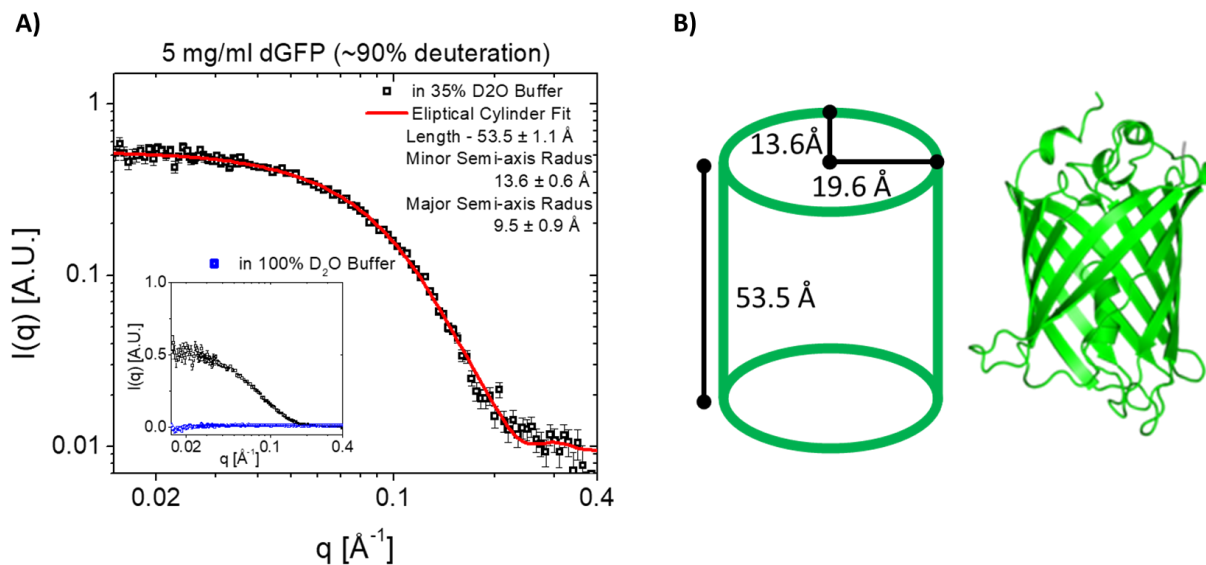 A)
5 mg/ml dGFP (~90% deuteration)
in 35% D2O Buffer
Eliptical Cylinder Fit
Length - 53.5 ± 1.1 Å
Minor Semi-axis Radus
13.6 ± 0.6 Å
Major Semi-axis Radus
9.5 ± 0.9 Å
in 100% D₂O Buffer
1
0.1
0.01
I(q) [A.U.]
1.0
0.5
0.0
I(q) [A.U.]
0.02
0.1
0.4
q [Å⁻¹]
0.02
0.1
0.4
q [Å⁻¹]
B)
13.6Å
19.6 Å
53.5 Å